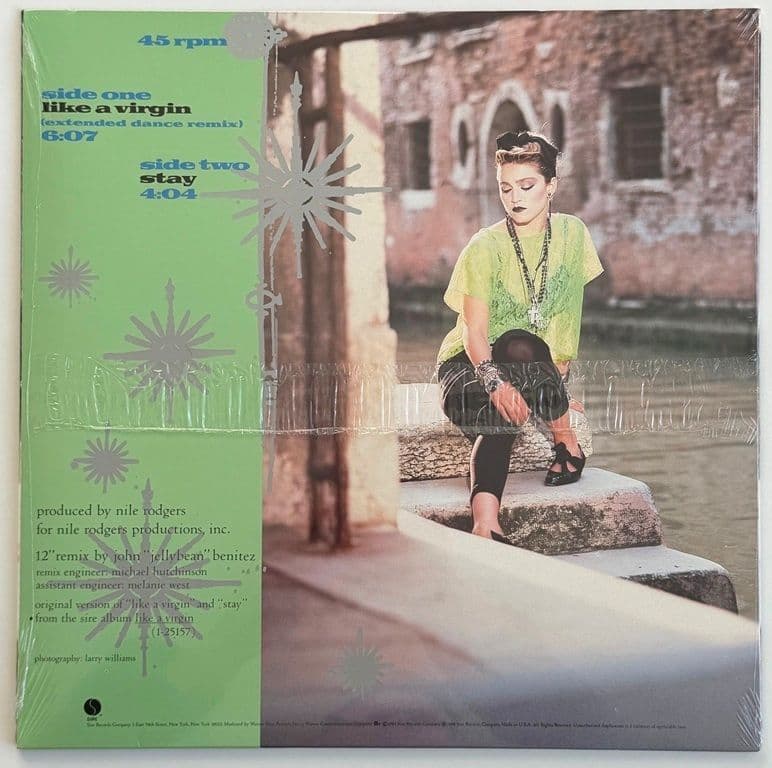 45 rpm
side one
like a virgin
(extended dance remix)
6:07
side two
stay
4:04
produced by nile rodgers
for nile rodgers productions, inc.
12" remix by john "jellybean" benitez
remix engineer: michael hutchinson
assistant engineer: melanie west
original version of "like a virgin" and "stay"
from the sire album like a virgin
(1-25157)
photography: larry williams
SIRE